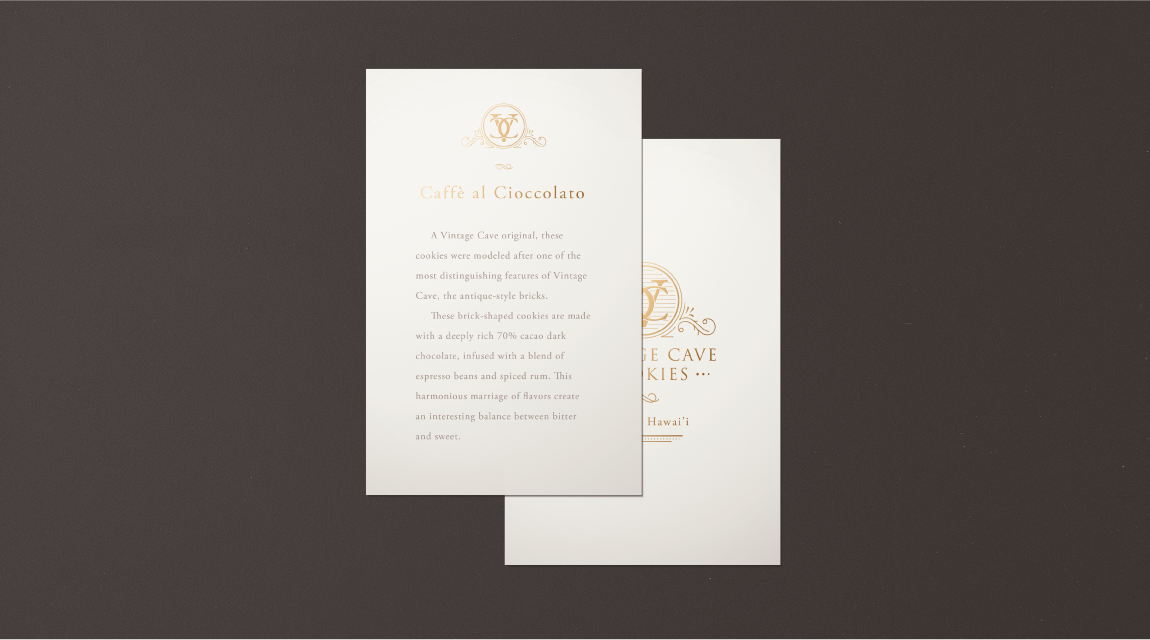 VC
Caffè al Cioccolato
A Vintage Cave original, these
cookies were modeled after one of the
most distinguishing features of Vintage
Cave, the antique-style bricks.
These brick-shaped cookies are made
with a deeply rich 70% cacao dark
chocolate, infused with a blend of
espresso beans and spiced rum. This
harmonious marriage of flavors create
an interesting balance between bitter
and sweet.
VC
GE CAVE
KIES
Hawai'i